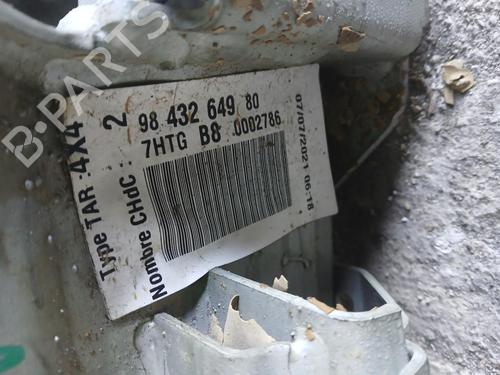 98 432 649 80
7HTG B8 0002786
07/07/2021 06:18
Type TAR :4X4
Nombre CHdC : 2
B-PARTS